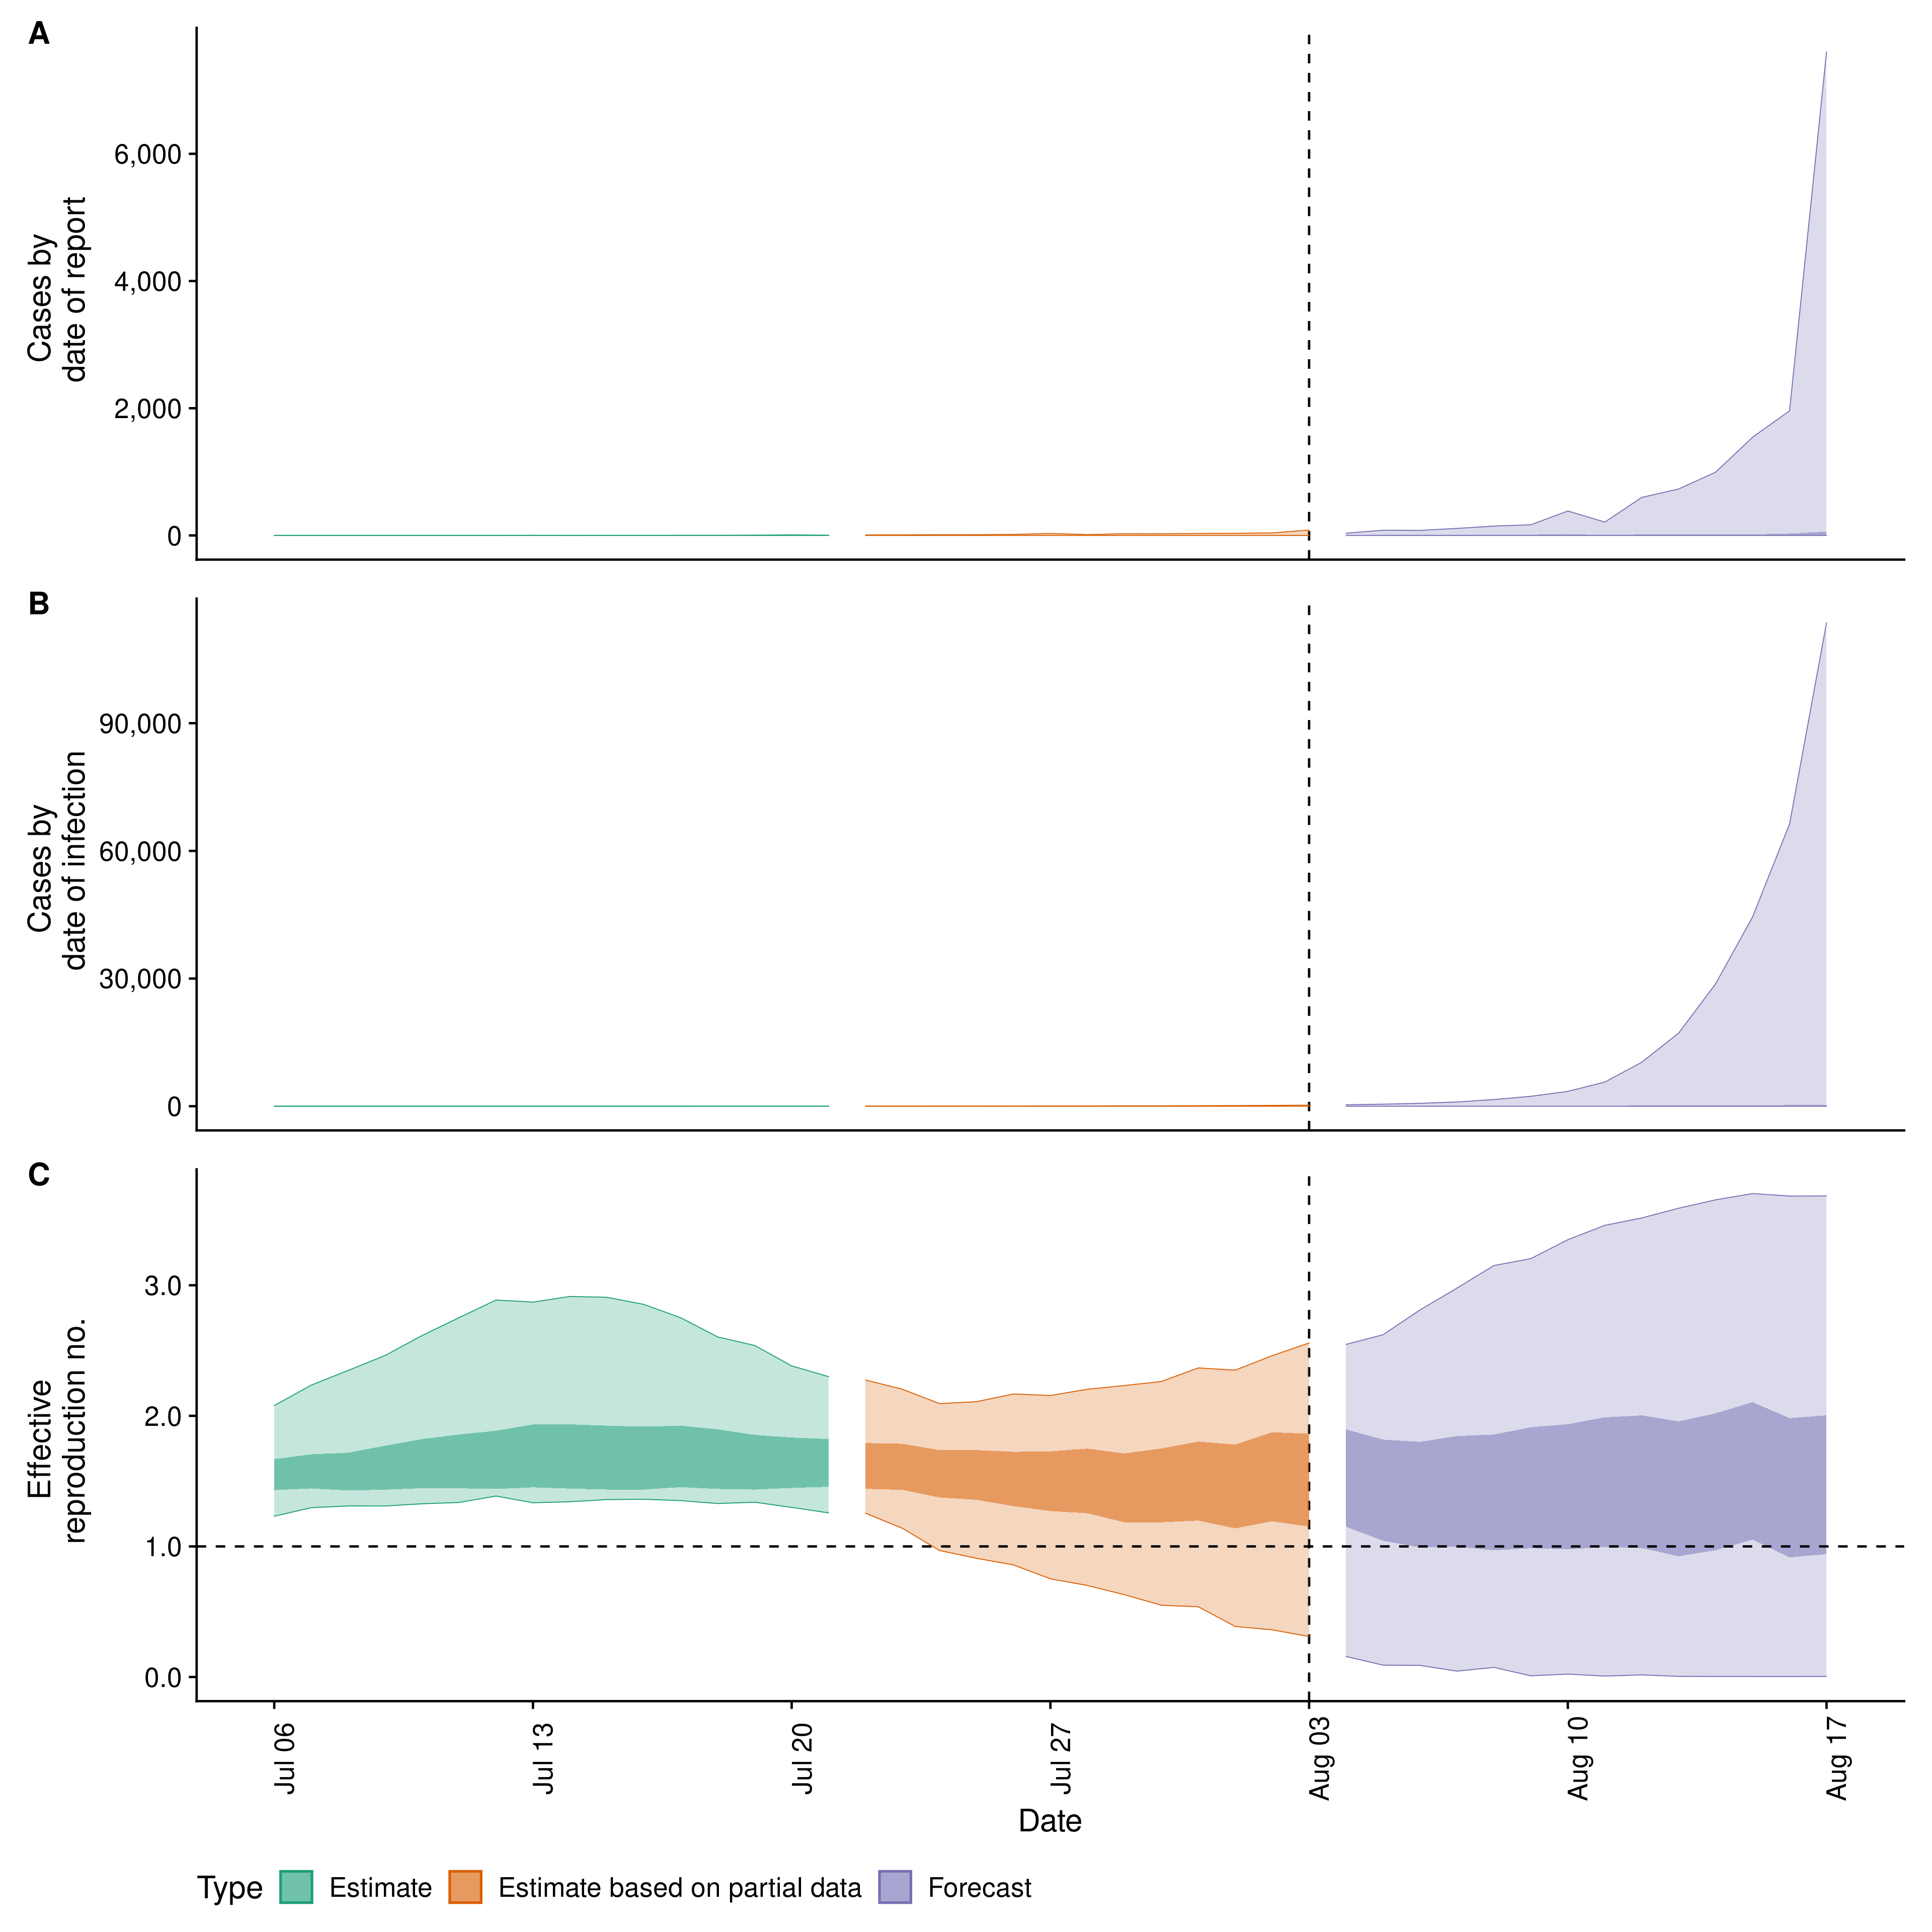 A
Cases by
date of report
6,000
4,000
2,000
0
B
Cases by
date of infection
90,000
60,000
30,000
0
C
Effective
reproduction no.
3.0
2.0
1.0
0.0
Jul 06
Jul 13
Jul 20
Jul 27
Aug 03
Aug 10
Aug 17
Date
Type Estimate Estimate based on partial data Forecast